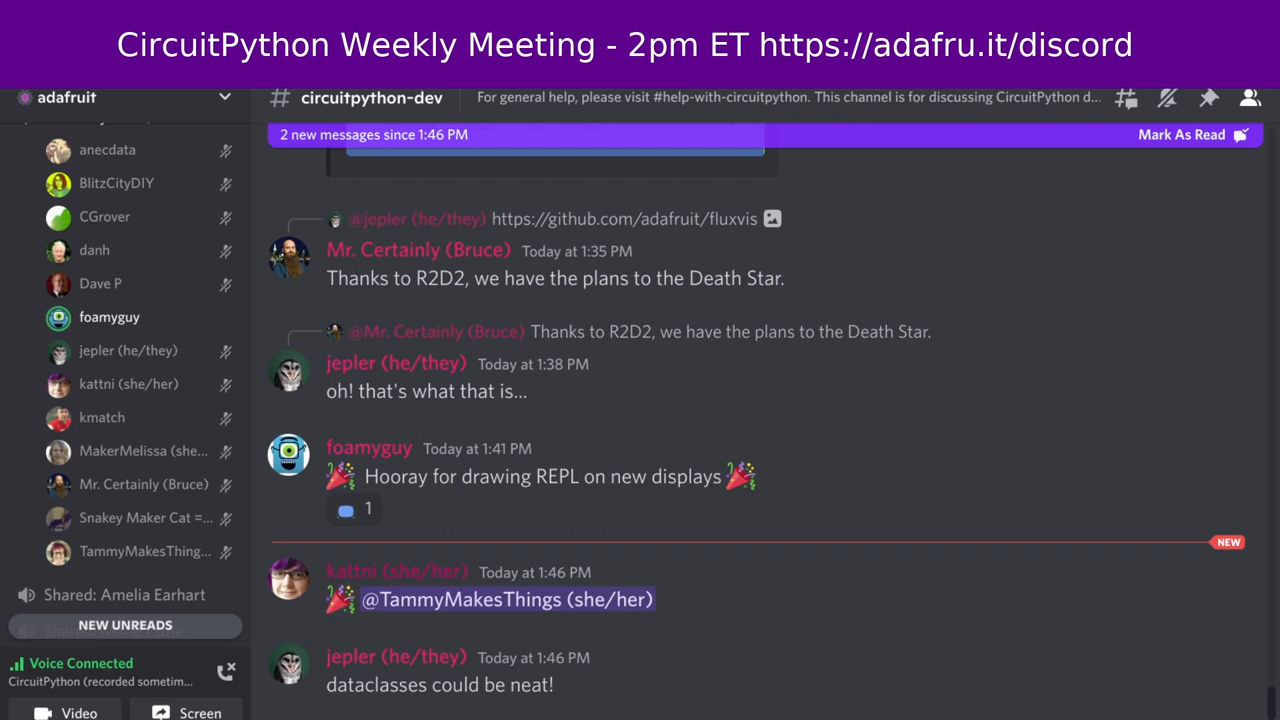 CircuitPython Weekly Meeting - 2pm ET https://adafru.it/discord
adafruit
# circuitpython-dev
For general help, please visit #help-with-circuitpython. This channel is for discussing CircuitPython d...
2 new messages since 1:46 PM
Mark As Read
anecdata
BlitzCityDIY
CGrover
danh
Dave P
foamyguy
jepler (he/they)
kattni (she/her)
kmatch
MakerMelissa (she...
Mr. Certainly (Bruce)
Snakey Maker Cat =...
TammyMakesThing...
Shared: Amelia Earhart
NEW UNREADS
Voice Connected
CircuitPython (recorded sometim...
Video
Screen
@jepler (he/they) https://github.com/adafruit/fluxvis
Mr. Certainly (Bruce) Today at 1:35 PM
Thanks to R2D2, we have the plans to the Death Star.
@Mr. Certainly (Bruce) Thanks to R2D2, we have the plans to the Death Star.
jepler (he/they) Today at 1:38 PM
oh! that's what that is...
foamyguy Today at 1:41 PM
🎉 Hooray for drawing REPL on new displays 🎉
1
NEW
kattni (she/her) Today at 1:46 PM
🎉 @TammyMakesThings (she/her)
jepler (he/they) Today at 1:46 PM
dataclasses could be neat!